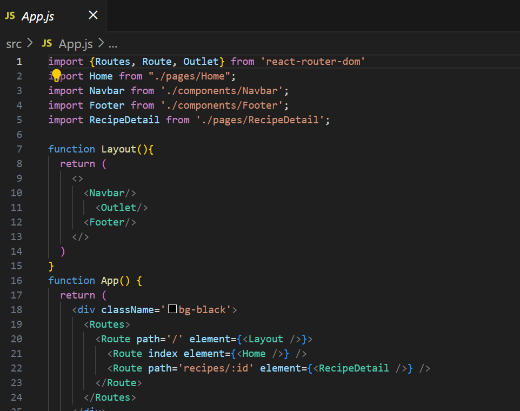 JS App.js ×
src > JS App.js > ...
1 import {Routes, Route, Outlet} from 'react-router-dom'
2 import Home from "./pages/Home";
3 import Navbar from './components/Navbar';
4 import Footer from './components/Footer';
5 import RecipeDetail from './pages/RecipeDetail';
6
7 function Layout(){
8   return (
9     <>
10       <Navbar/>
11         <Outlet/>
12       <Footer/>
13     </>
14   )
15 }
16 function App() {
17   return (
18     <div className='bg-black'>
19       <Routes>
20         <Route path='/' element={<Layout />}>
21           <Route index element={<Home />} />
22           <Route path='recipes/:id' element={<RecipeDetail />} />
23         </Route>
24       </Routes>
25     </div>